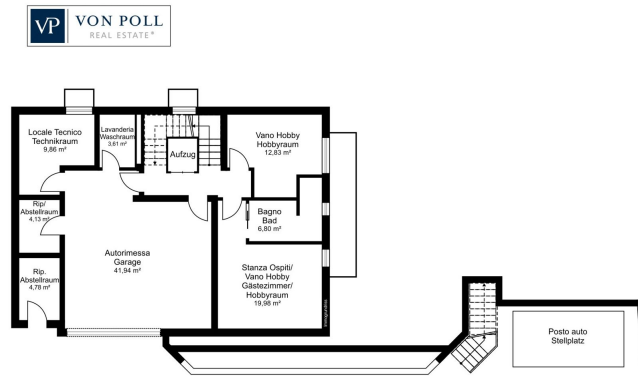 VP
VON POLL
REAL ESTATE®
Locale Tecnico
Technikraum
9,86 m²
Lavanderia
Waschraum
3,61 m²
Aufzug
Vano Hobby
Hobbyraum
12,83 m²
Rip/
Abstellraum
4,13 m²
Bagno
Bad
6,80 m²
Autorimessa
Garage
41,94 m²
Rip.
Abstellraum
4,78 m²
Stanza Ospiti/
Vano Hobby
Gästezimmer/
Hobbyraum
19,98 m²
Posto auto
Stellplatz